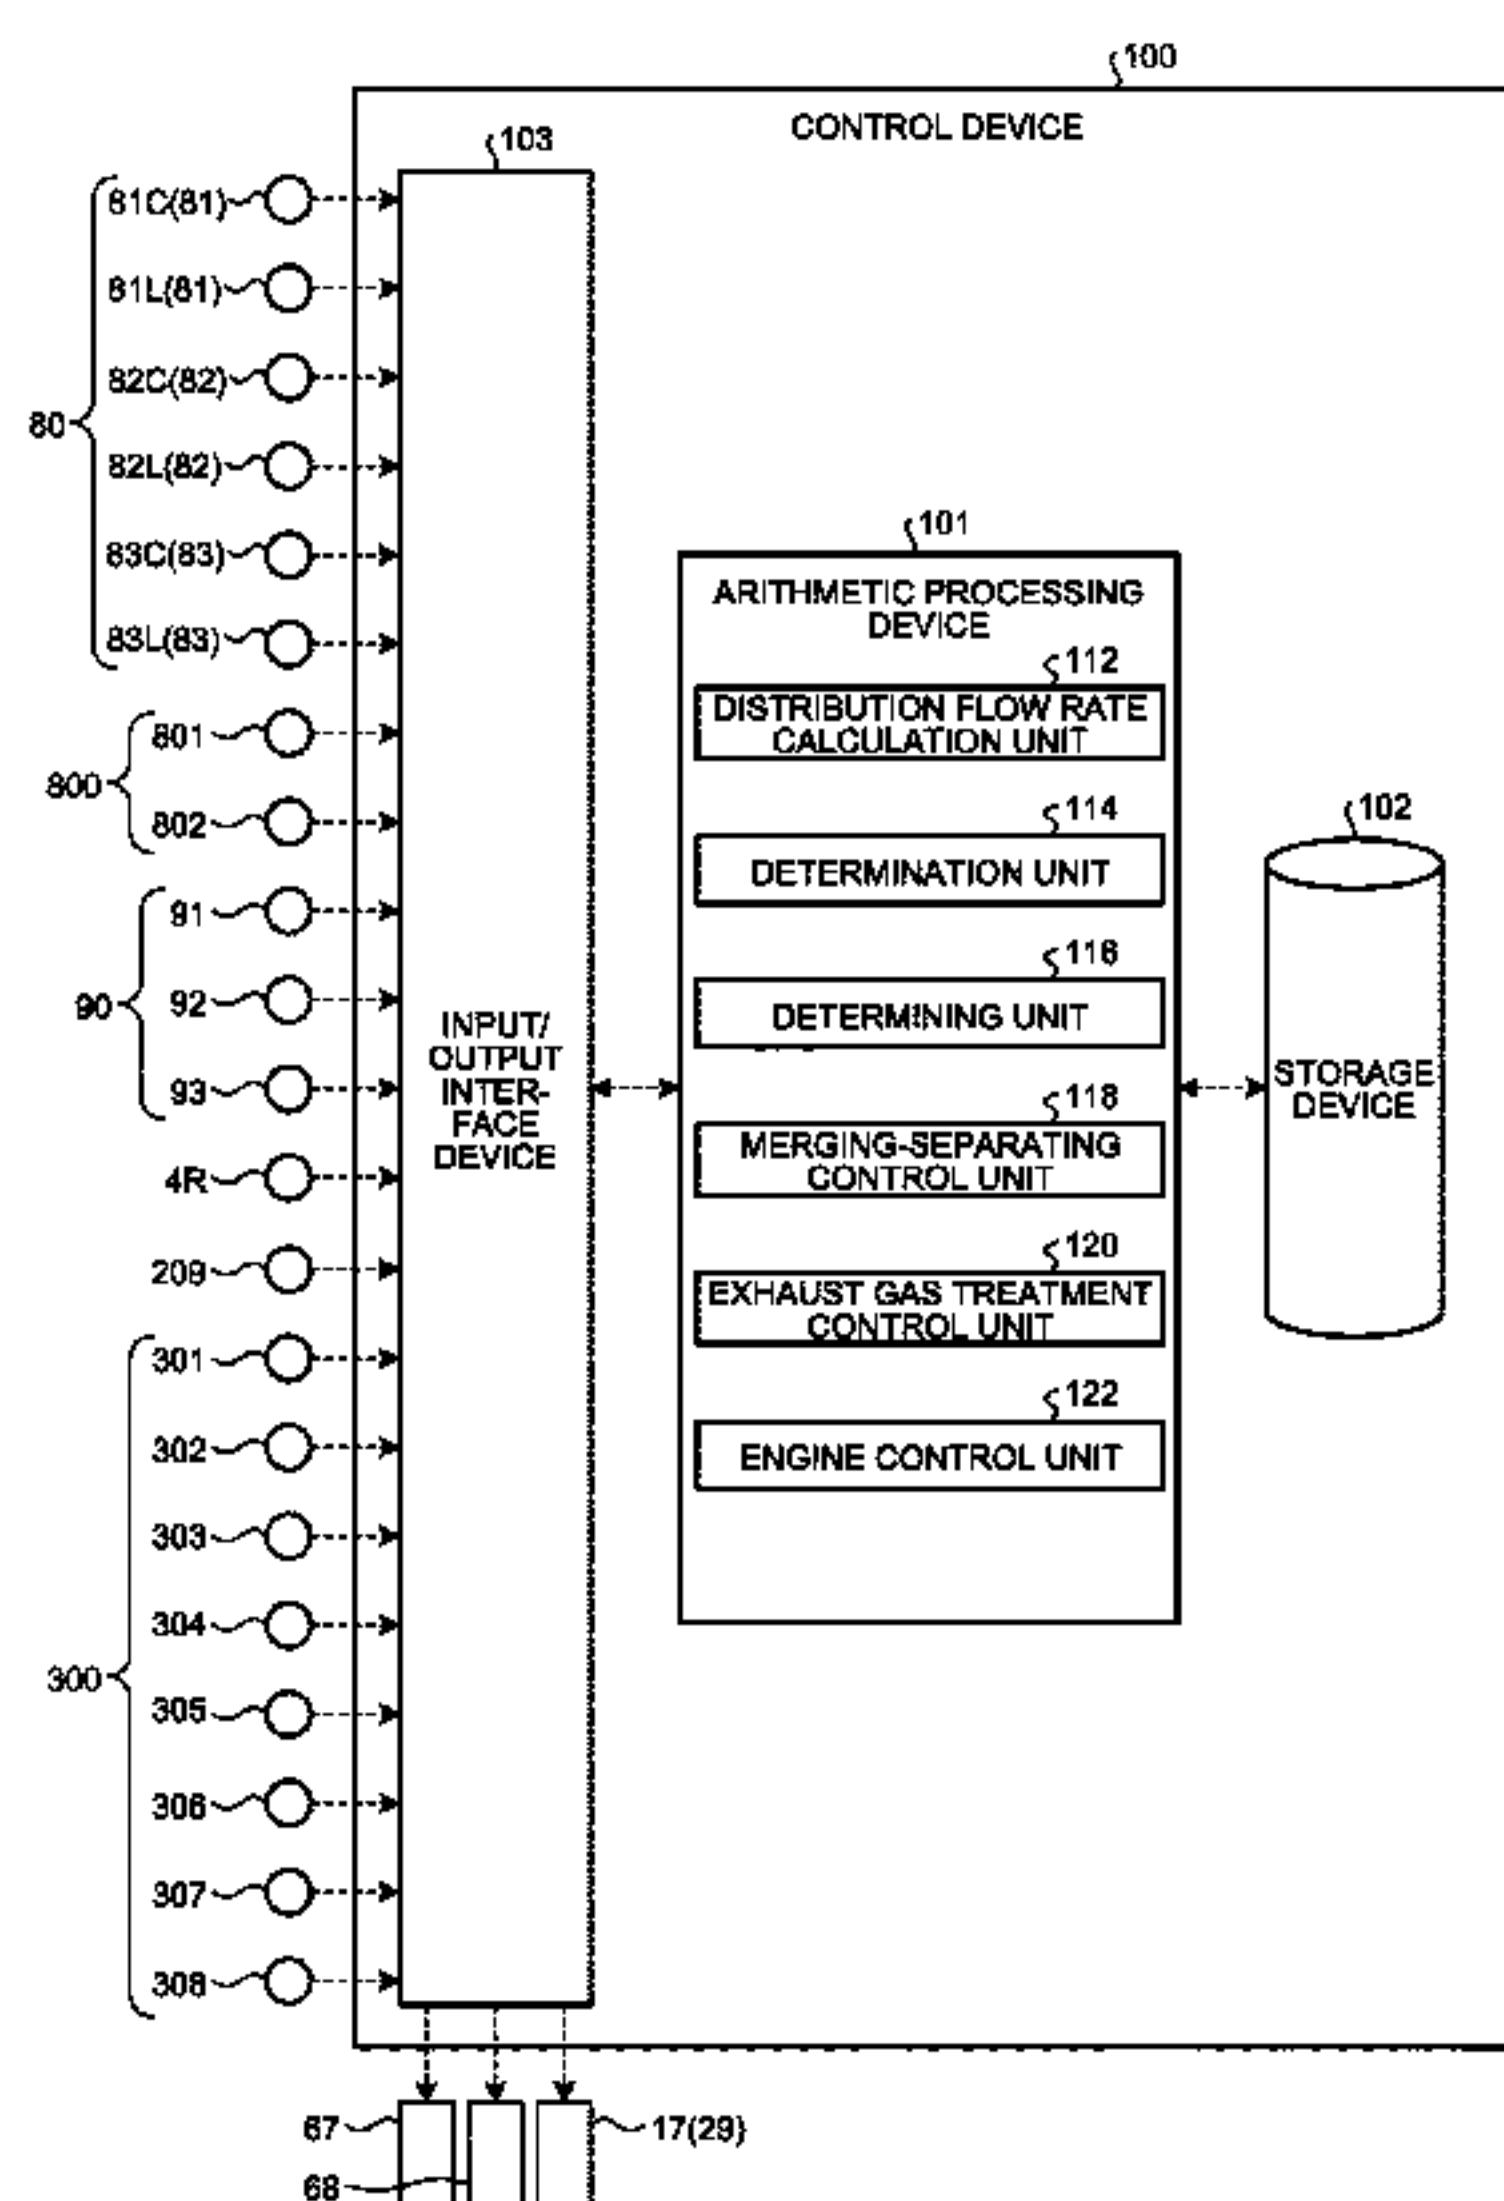 100
CONTROL DEVICE
103
81C(81)
81L(81)
82C(82)
80
82L(82)
83C(83)
83L(83)
801
800
802
91
90
92
93
4R
209
301
302
303
304
300
305
306
307
308
INPUT/
OUTPUT
INTER-
FACE
DEVICE
101
ARITHMETIC PROCESSING
DEVICE
112
DISTRIBUTION FLOW RATE
CALCULATION UNIT
114
DETERMINATION UNIT
116
DETERMINING UNIT
118
MERGING-SEPARATING
CONTROL UNIT
120
EXHAUST GAS TREATMENT
CONTROL UNIT
122
ENGINE CONTROL UNIT
102
STORAGE
DEVICE
67
17(29)
68